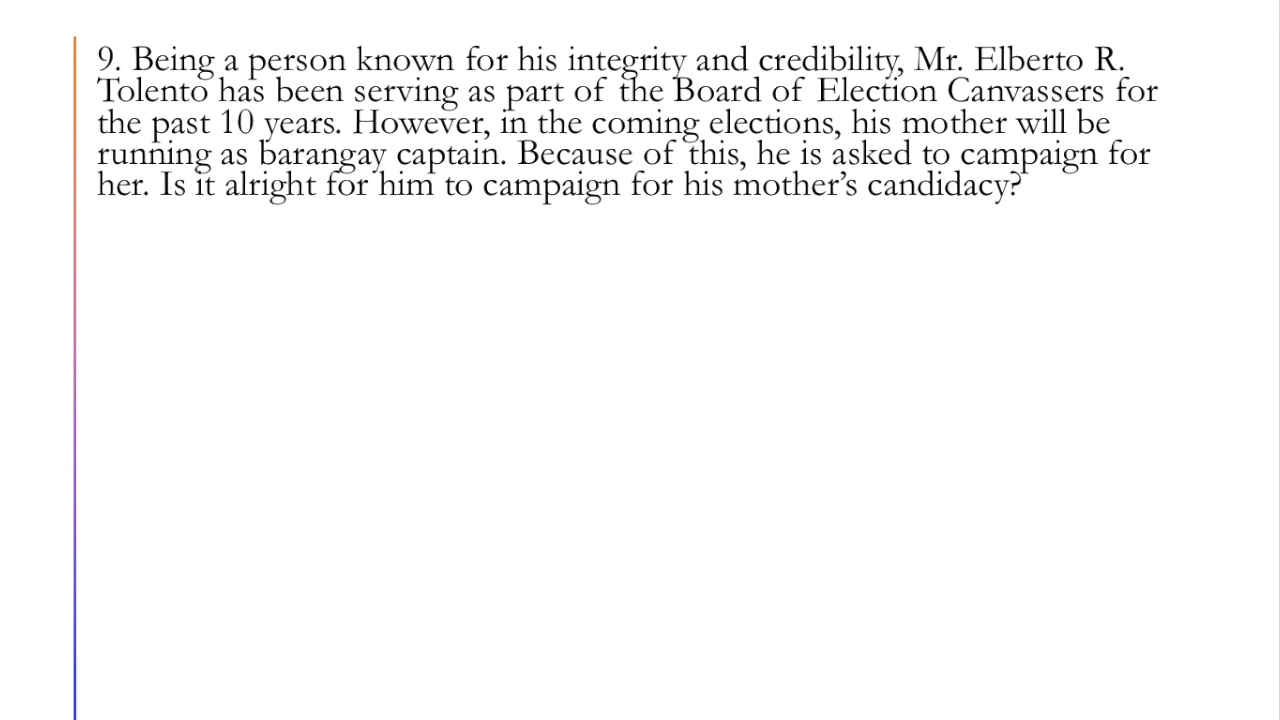 9. Being a person known for his integrity and credibility, Mr. Elberto R.
Tolento has been serving as part of the Board of Election Canvassers for
the past 10 years. However, in the coming elections, his mother will be
running as barangay captain. Because of this, he is asked to campaign for
her. Is it alright for him to campaign for his mother’s candidacy?